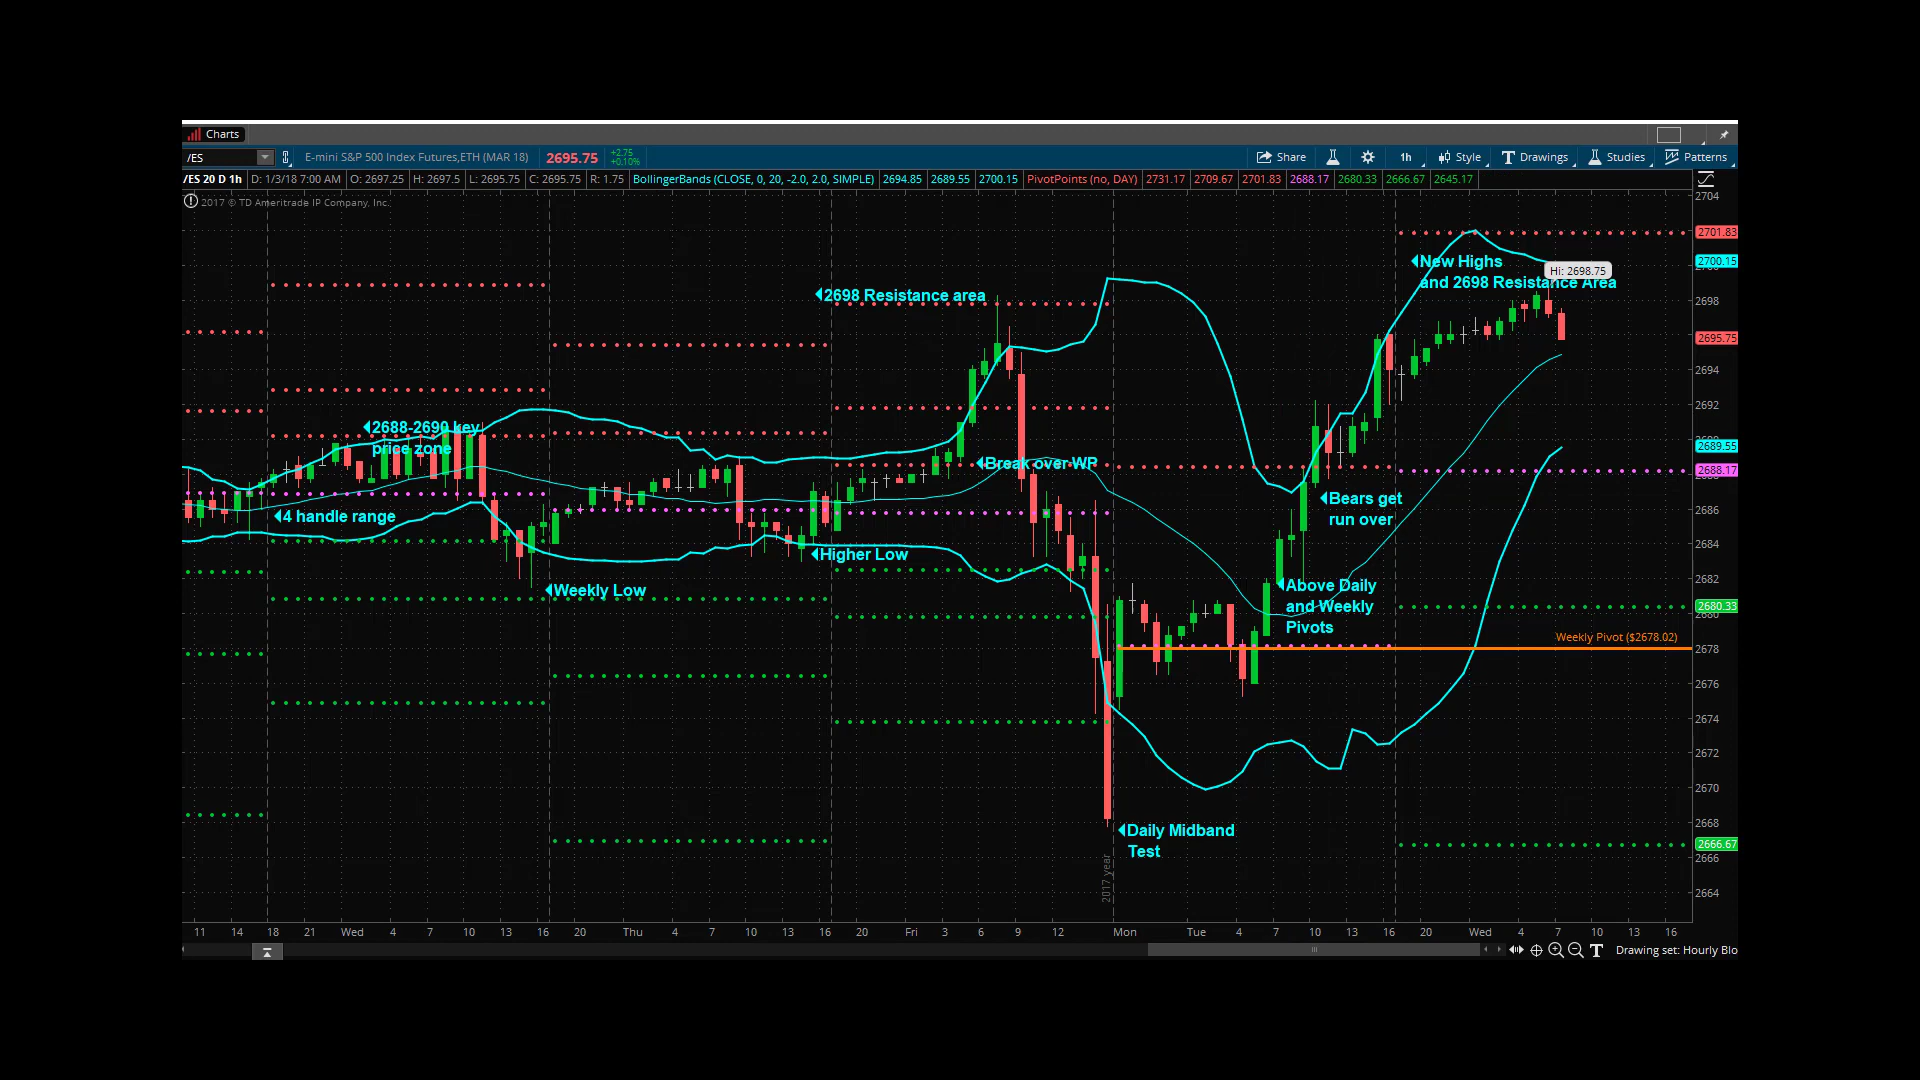 Charts
/ES
E-mini S&P 500 Index Futures,ETH (MAR 18)
2695.75
+2.75
+0.10%
Share
1h
Style
Drawings
Studies
Patterns
/ES 20 D 1h
D: 1/3/18 7:00 AM
O: 2697.25
H: 2697.5
L: 2695.75
C: 2695.75
R: 1.75
BollingerBands (CLOSE, 0, 20, -2.0, 2.0, SIMPLE)
2694.85
2689.55
2700.15
PivotPoints (no, DAY)
2731.17
2709.67
2701.83
2688.17
2680.33
2666.67
2645.17
2017 © TD Ameritrade IP Company, Inc.
2704
2701.83
2700.15
2698
2695.75
2694
2692
2689.55
2688.17
2686
2684
2682
2680.33
2678
2676
2674
2672
2670
2668
2666.67
2666
2664
New Highs
and 2698 Resistance Area
Hi: 2698.75
2698 Resistance area
2688-2690 key
price zone
Break over WP
Bears get
run over
4 handle range
Higher Low
Weekly Low
Above Daily
and Weekly
Pivots
Weekly Pivot ($2678.02)
Daily Midband
Test
2017 year
11 14 18 21 Wed 4 7 10 13 16 20 Thu 4 7 10 13 16 20 Fri 3 6 9 12 Mon Tue 4 7 10 13 16 20 Wed 4 7 10 13 16
Drawing set: Hourly Blo